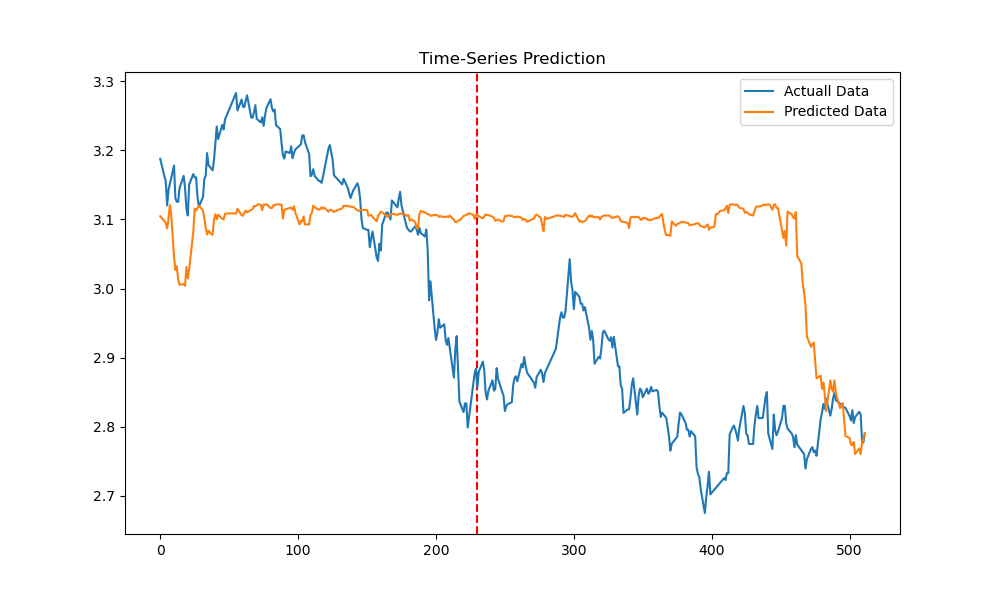 Time-Series Prediction
Actuall Data
Predicted Data
3.3
3.2
3.1
3.0
2.9
2.8
2.7
0 100 200 300 400 500